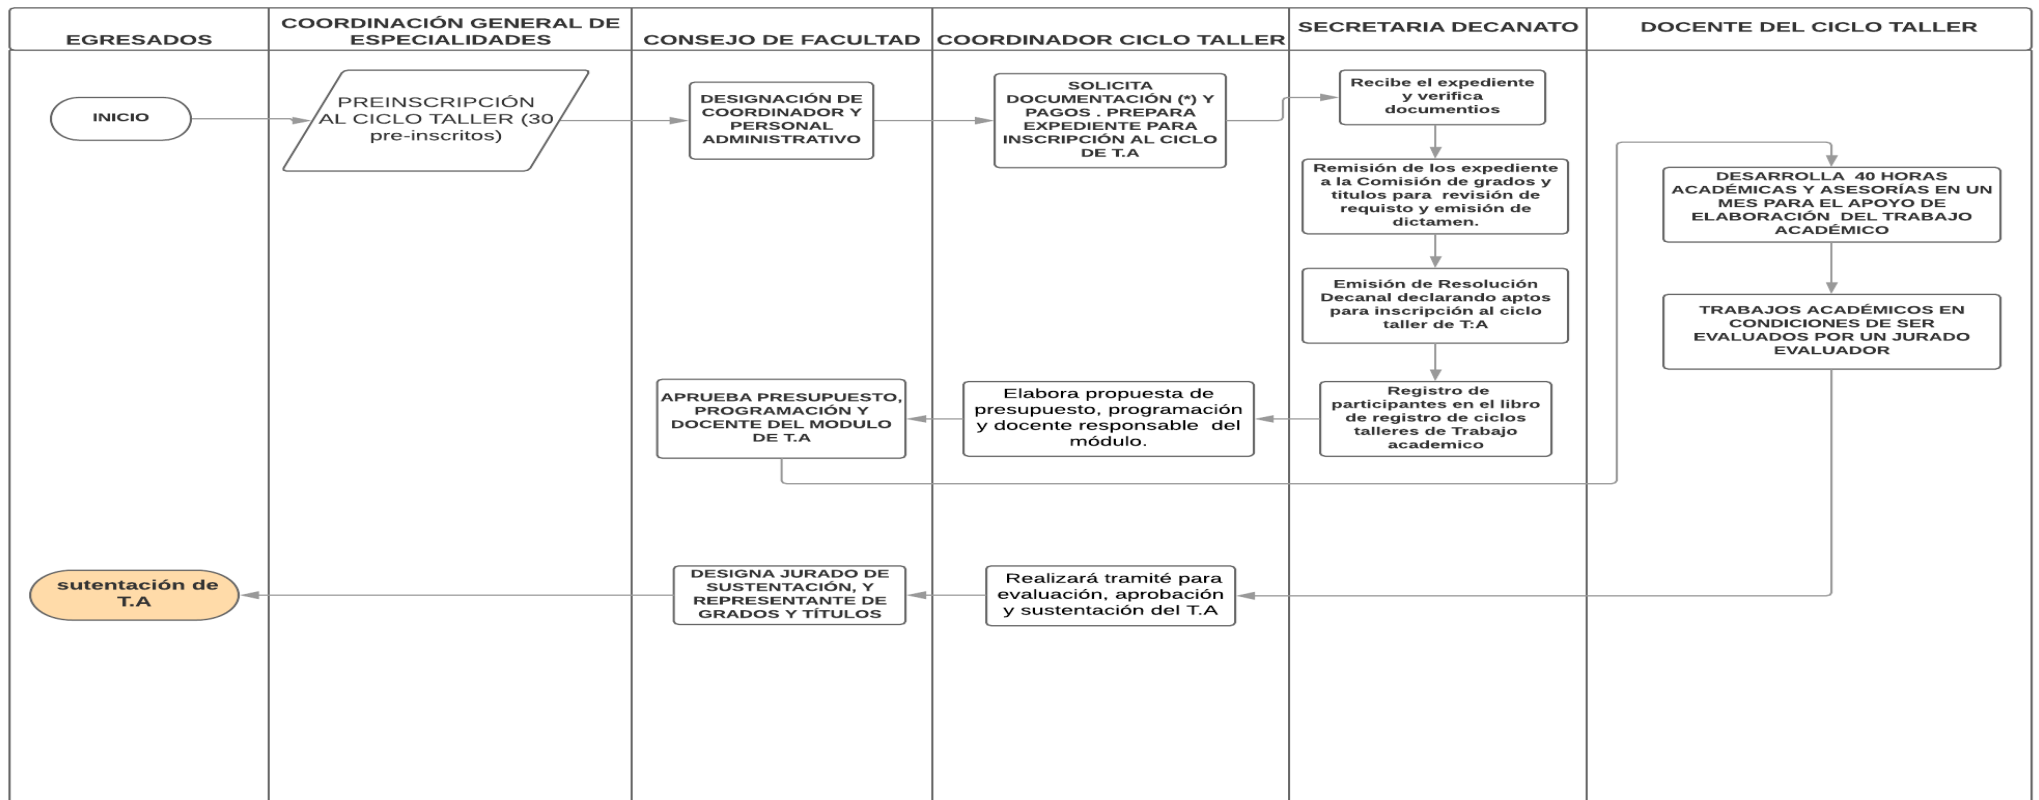 EGRESADOS
COORDINACIÓN GENERAL DE
ESPECIALIDADES
CONSEJO DE FACULTAD
COORDINADOR CICLO TALLER
SECRETARIA DECANATO
DOCENTE DEL CICLO TALLER
INICIO
PREINSCRIPCIÓN
AL CICLO TALLER (30
pre-inscritos)
DESIGNACIÓN DE
COORDINADOR Y
PERSONAL
ADMINISTRATIVO
SOLICITA
DOCUMENTACIÓN (*) Y
PAGOS . PREPARA
EXPEDIENTE PARA
INSCRIPCIÓN AL CICLO
DE T.A
Recibe el expediente
y verifica
documentios
Remisión de los expediente
a la Comisión de grados y
titulos para revisión de
requisto y emisión de
dictamen.
Emisión de Resolución
Decanal declarando aptos
para inscripción al ciclo
taller de T:A
Registro de
participantes en el libro
de registro de ciclos
talleres de Trabajo
academico
Elabora propuesta de
presupuesto, programación
y docente responsable del
módulo.
APRUEBA PRESUPUESTO,
PROGRAMACIÓN Y
DOCENTE DEL MODULO
DE T.A
DESARROLLA 40 HORAS
ACADÉMICAS Y ASESORÍAS EN UN
MES PARA EL APOYO DE
ELABORACIÓN DEL TRABAJO
ACADÉMICO
TRABAJOS ACADÉMICOS EN
CONDICIONES DE SER
EVALUADOS POR UN JURADO
EVALUADOR
Realizará tramité para
evaluación, aprobación
y sustentación del T.A
DESIGNA JURADO DE
SUSTENTACIÓN, Y
REPRESENTANTE DE
GRADOS Y TÍTULOS
sutentación de
T.A